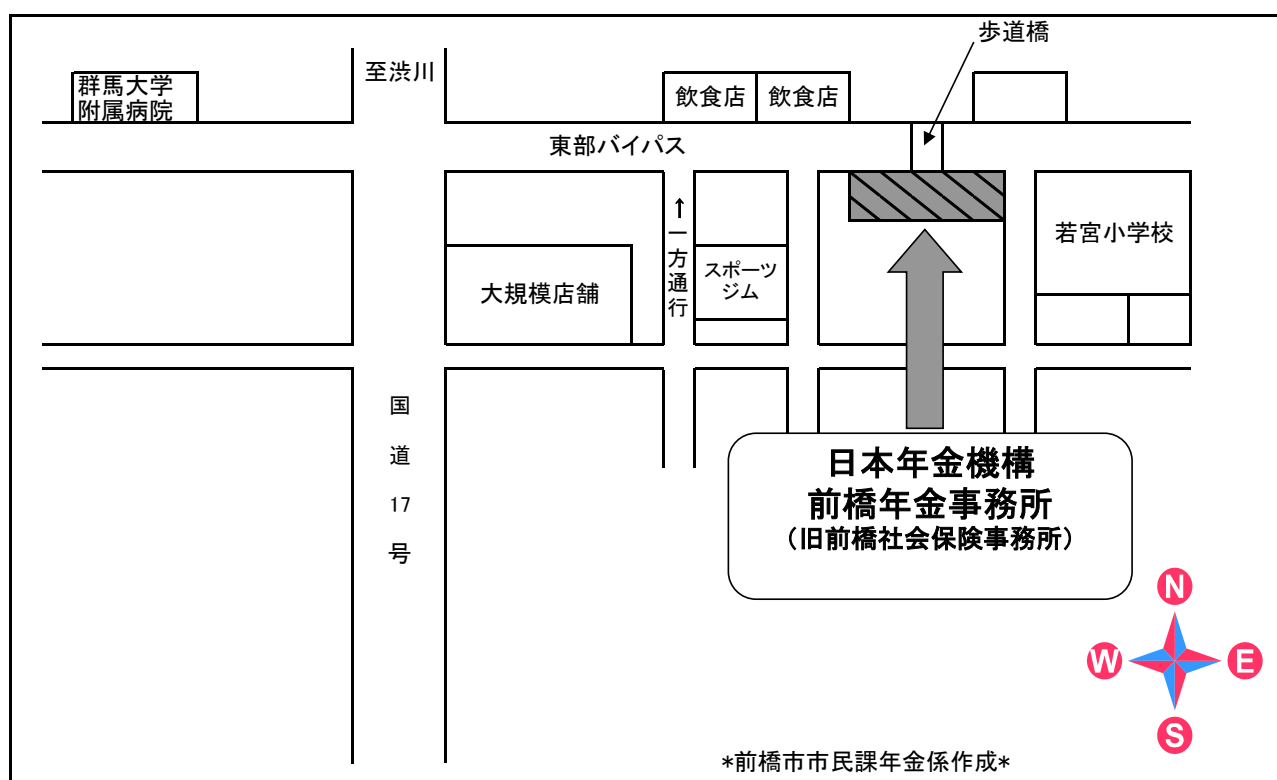 歩道橋
至渋川
群馬大学
附属病院
飲食店
飲食店
東部バイパス
↑一方通行
若宮小学校
スポーツ
ジム
大規模店舗
国道17号
日本年金機構
前橋年金事務所
（旧前橋社会保険事務所）
N
W
E
S
*前橋市市民課年金係作成*